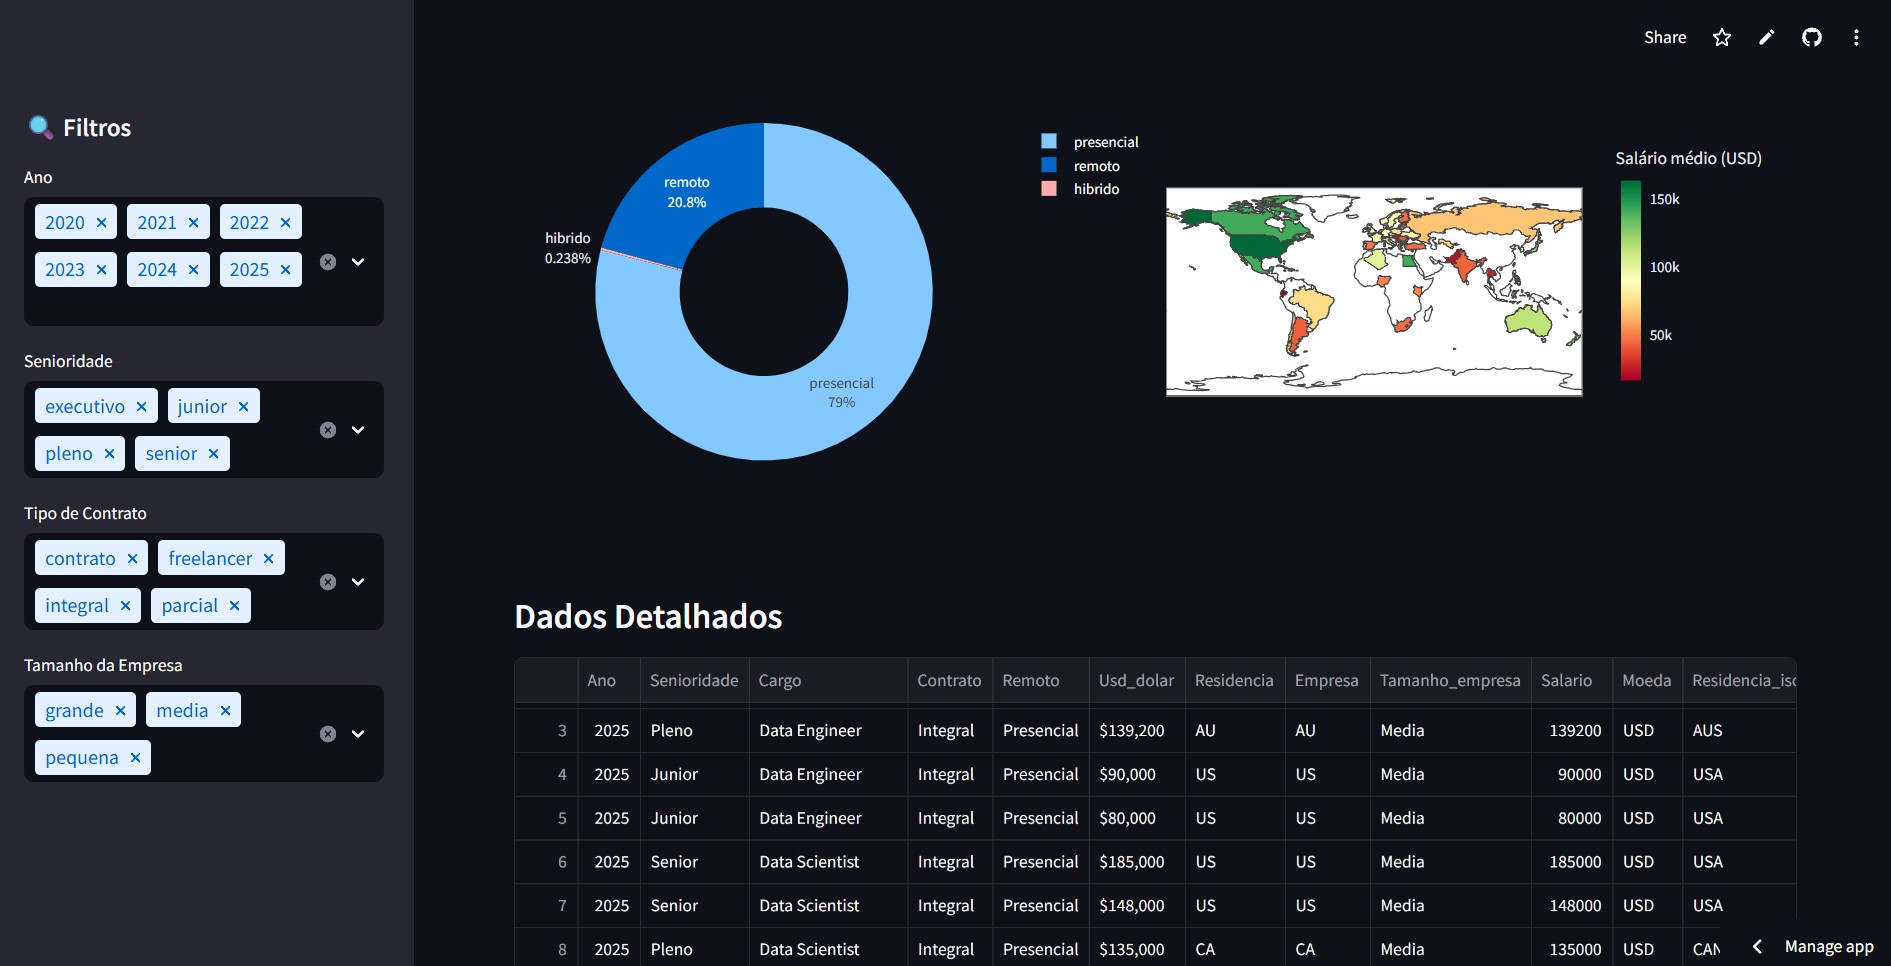 Share
Filtros
Ano
2020 2021 2022
2023 2024 2025
Senioridade
executivo junior
pleno senior
Tipo de Contrato
contrato freelancer
integral parcial
Tamanho da Empresa
grande media
pequena
remoto
20.8%
hibrido
0.238%
presencial
79%
presencial
remoto
hibrido
Salário médio (USD)
150k
100k
50k
Dados Detalhados
Ano Senioridade Cargo Contrato Remoto Usd_dolar Residencia Empresa Tamanho_empresa Salario Moeda Residencia_iso
3 2025 Pleno Data Engineer Integral Presencial $139,200 AU AU Media 139200 USD AUS
4 2025 Junior Data Engineer Integral Presencial $90,000 US US Media 90000 USD USA
5 2025 Junior Data Engineer Integral Presencial $80,000 US US Media 80000 USD USA
6 2025 Senior Data Scientist Integral Presencial $185,000 US US Media 185000 USD USA
7 2025 Senior Data Scientist Integral Presencial $148,000 US US Media 148000 USD USA
8 2025 Pleno Data Scientist Integral Presencial $135,000 CA CA Media 135000 USD CAN
Manage app